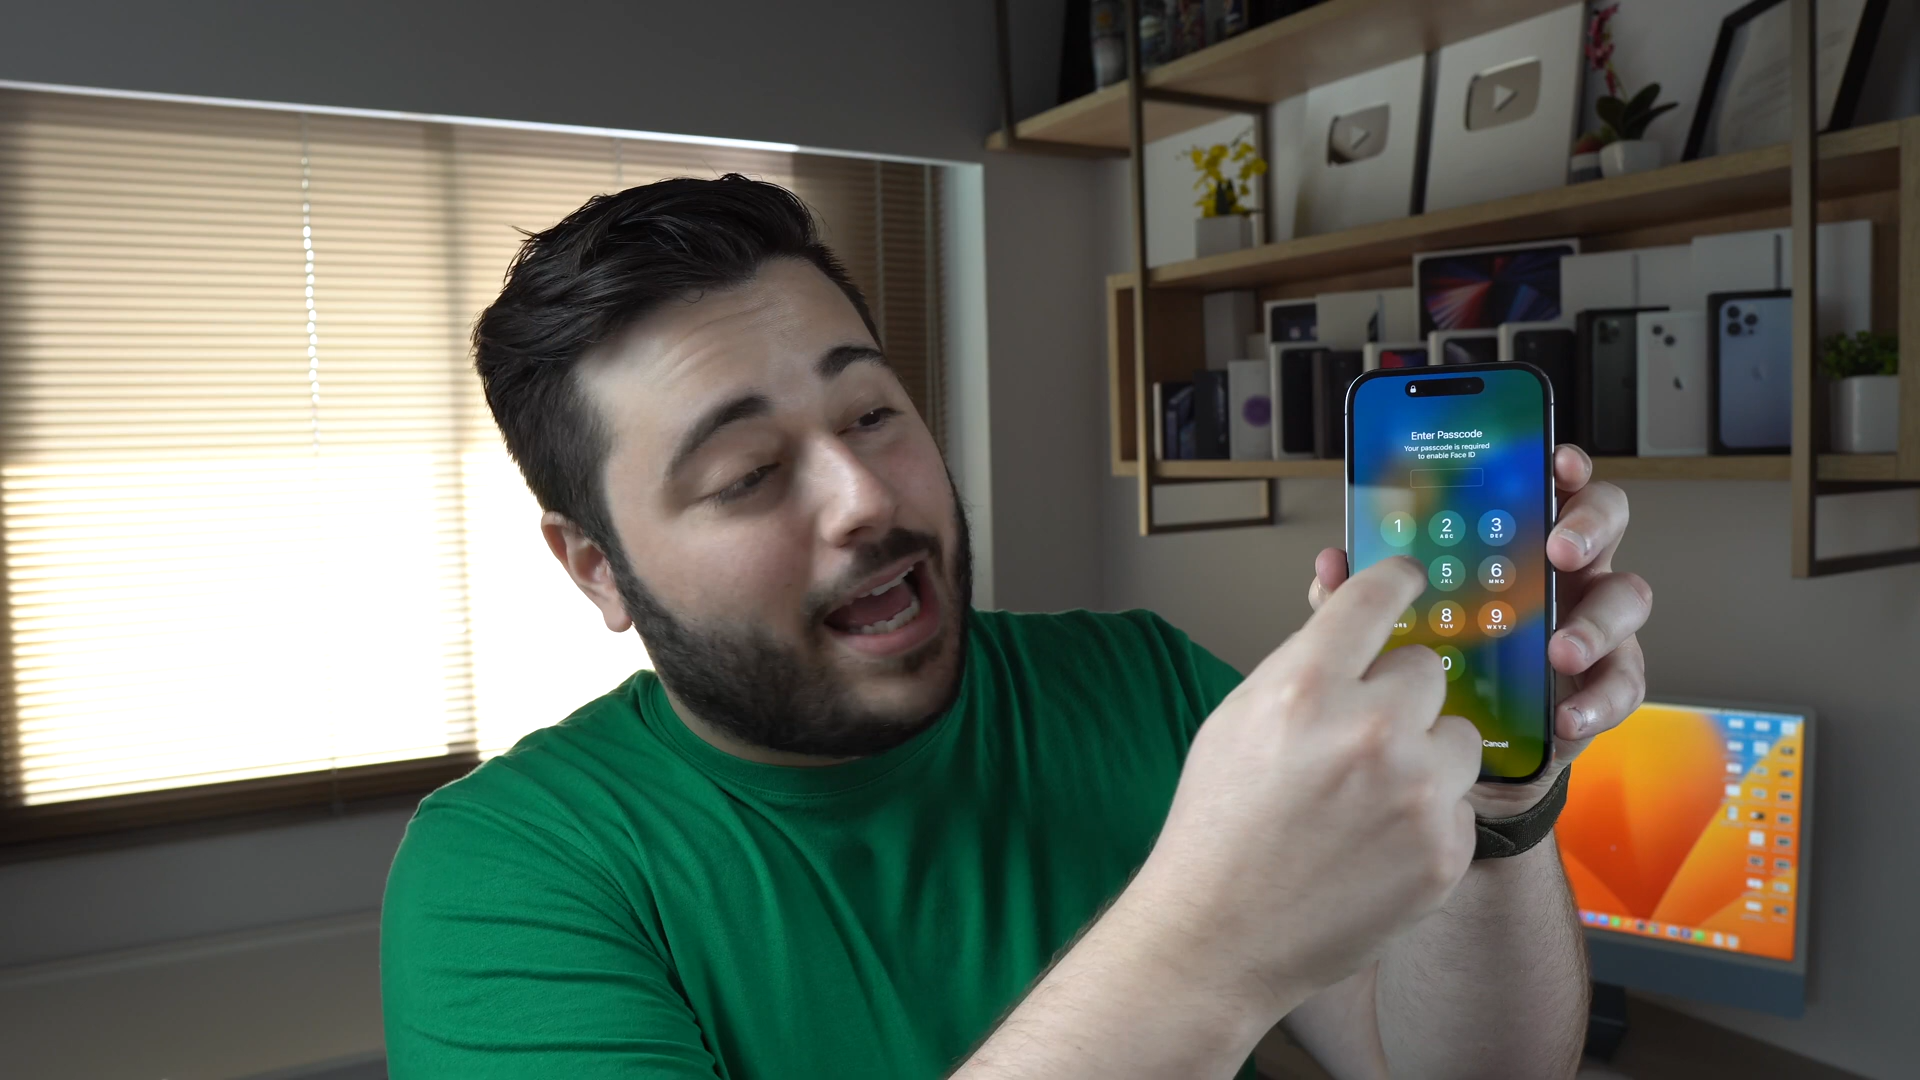 Enter Passcode
Your passcode is required
to enable Face ID
1 2 3
ABC DEF
5 6
JKL MNO
8 9
QRS TUV WXYZ
0
Cancel